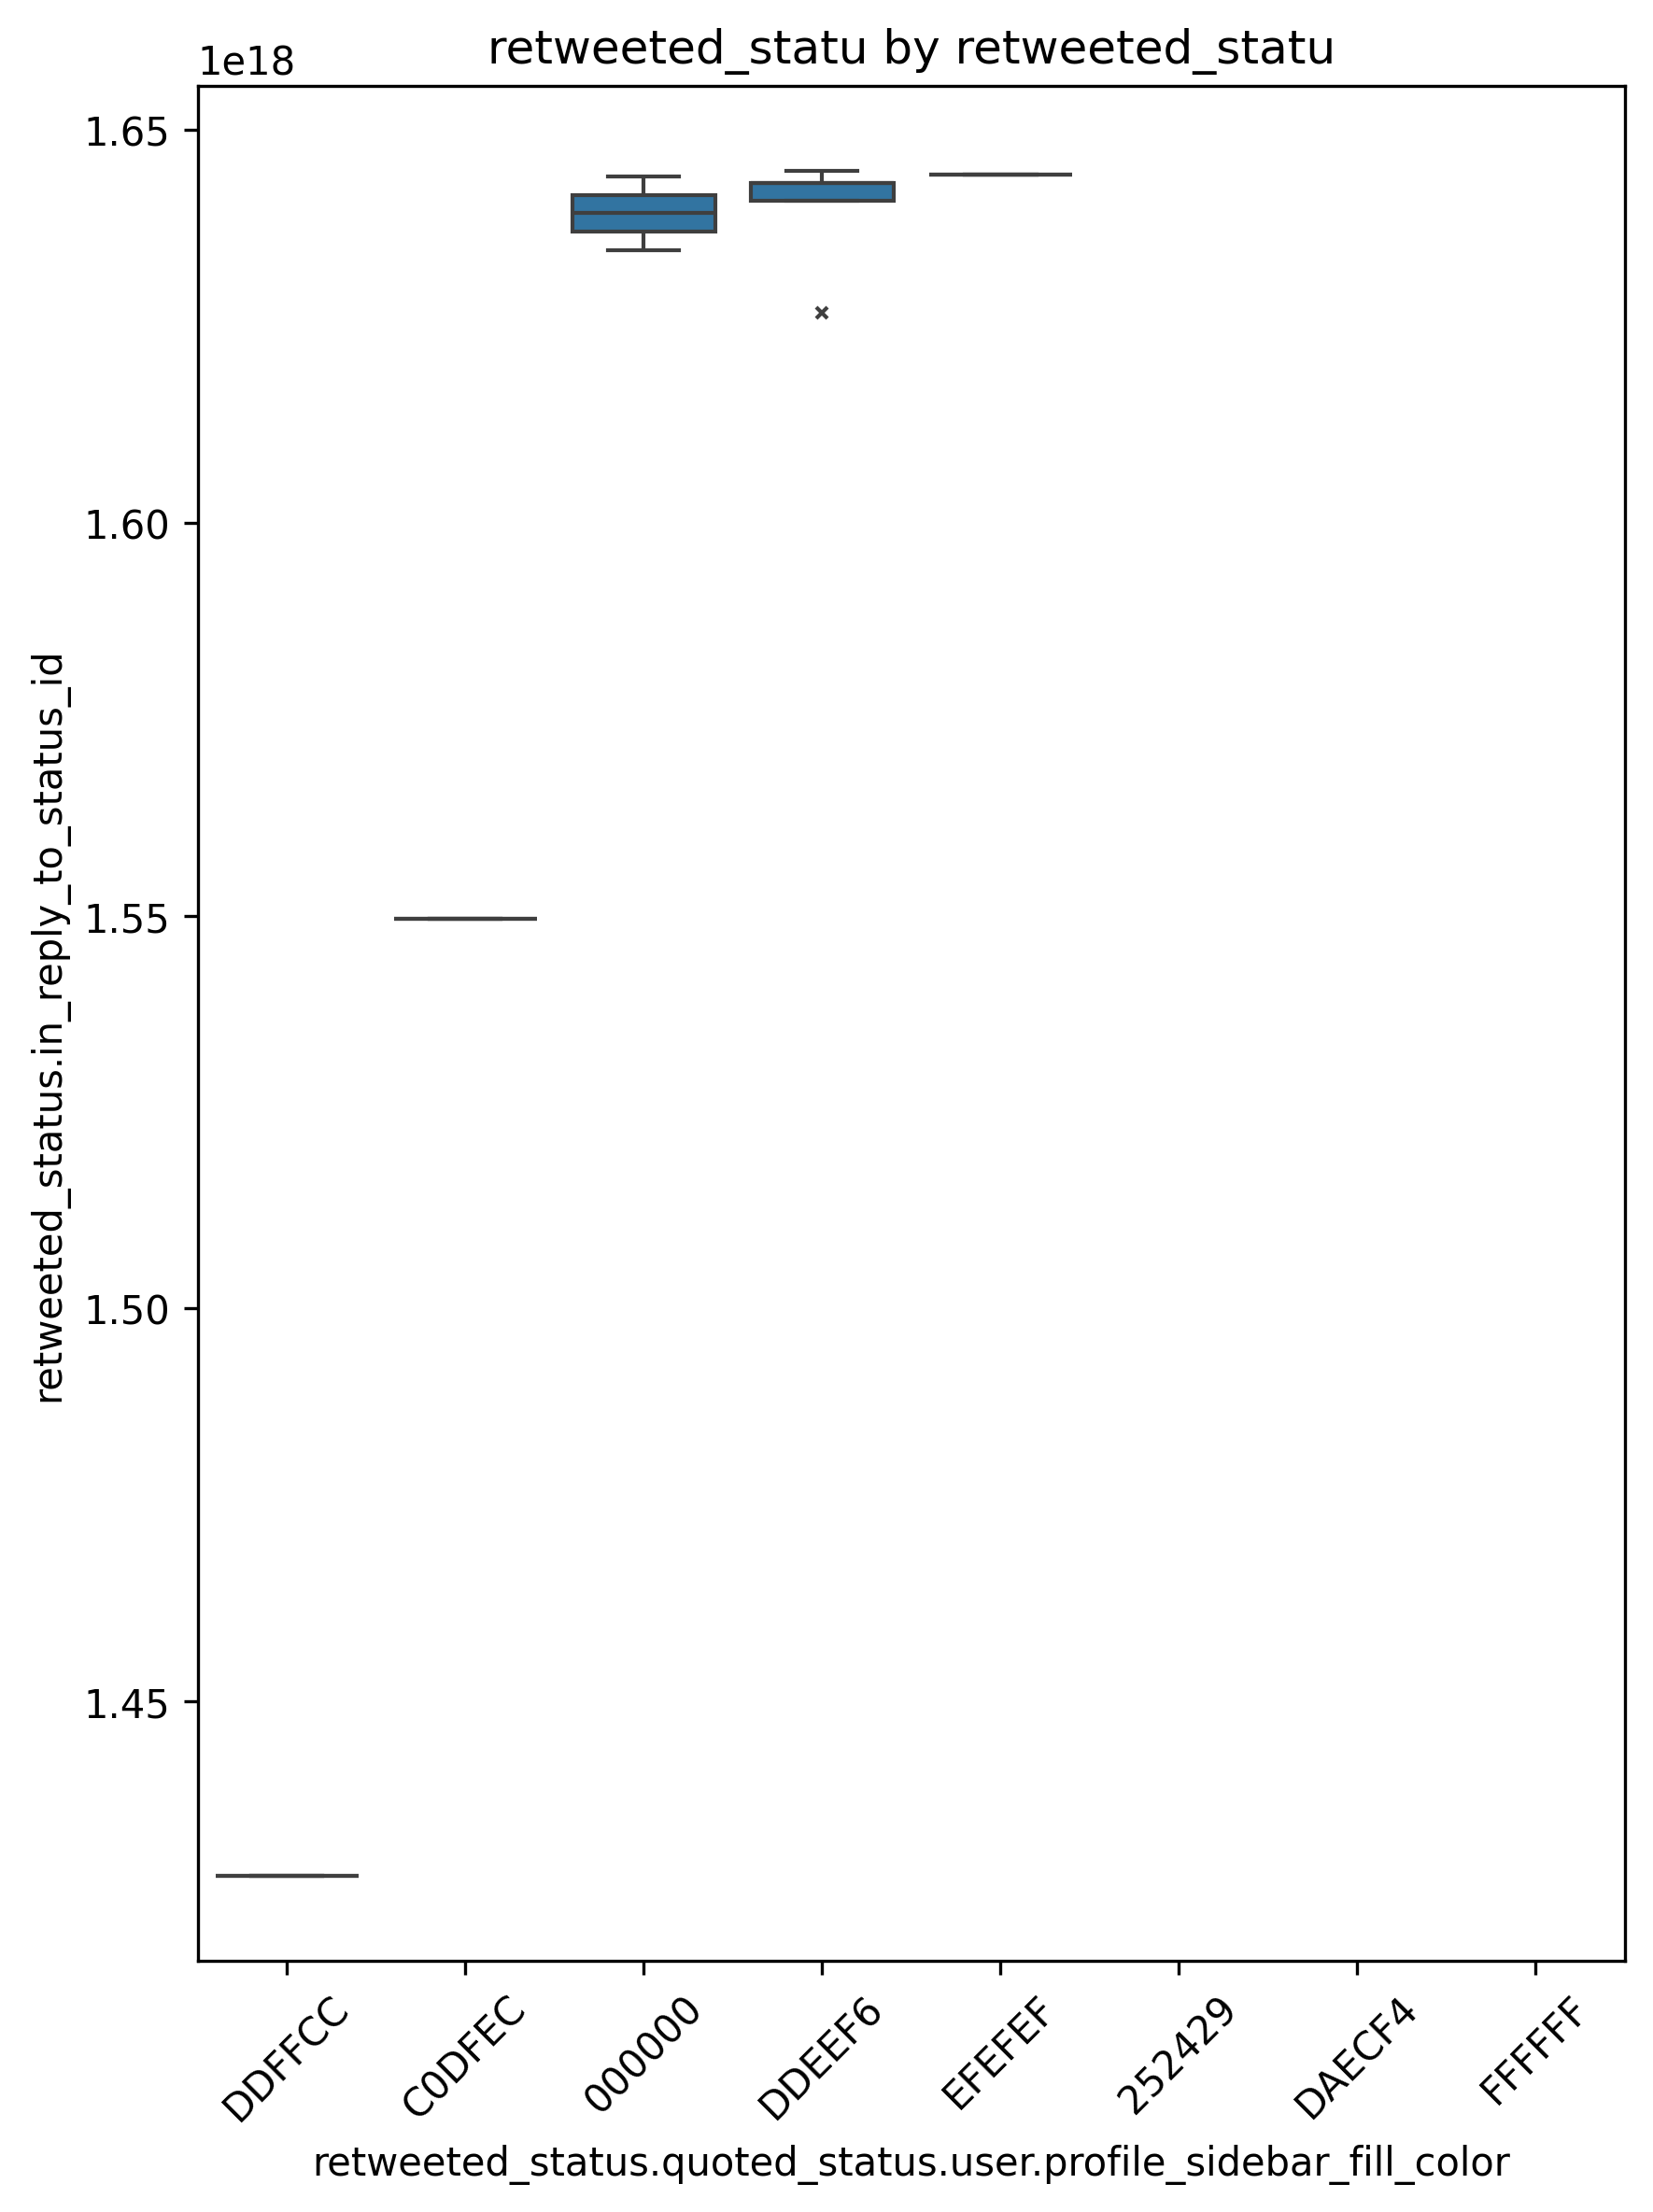 retweeted_statu by retweeted_statu
1e18
1.65
1.60
1.55
1.50
1.45
retweeted_status.in_reply_to_status_id
DDFFCC
C0DFEC
000000
DDEEF6
EFEFEF
252429
DAECF4
FFFFFF
retweeted_status.quoted_status.user.profile_sidebar_fill_color